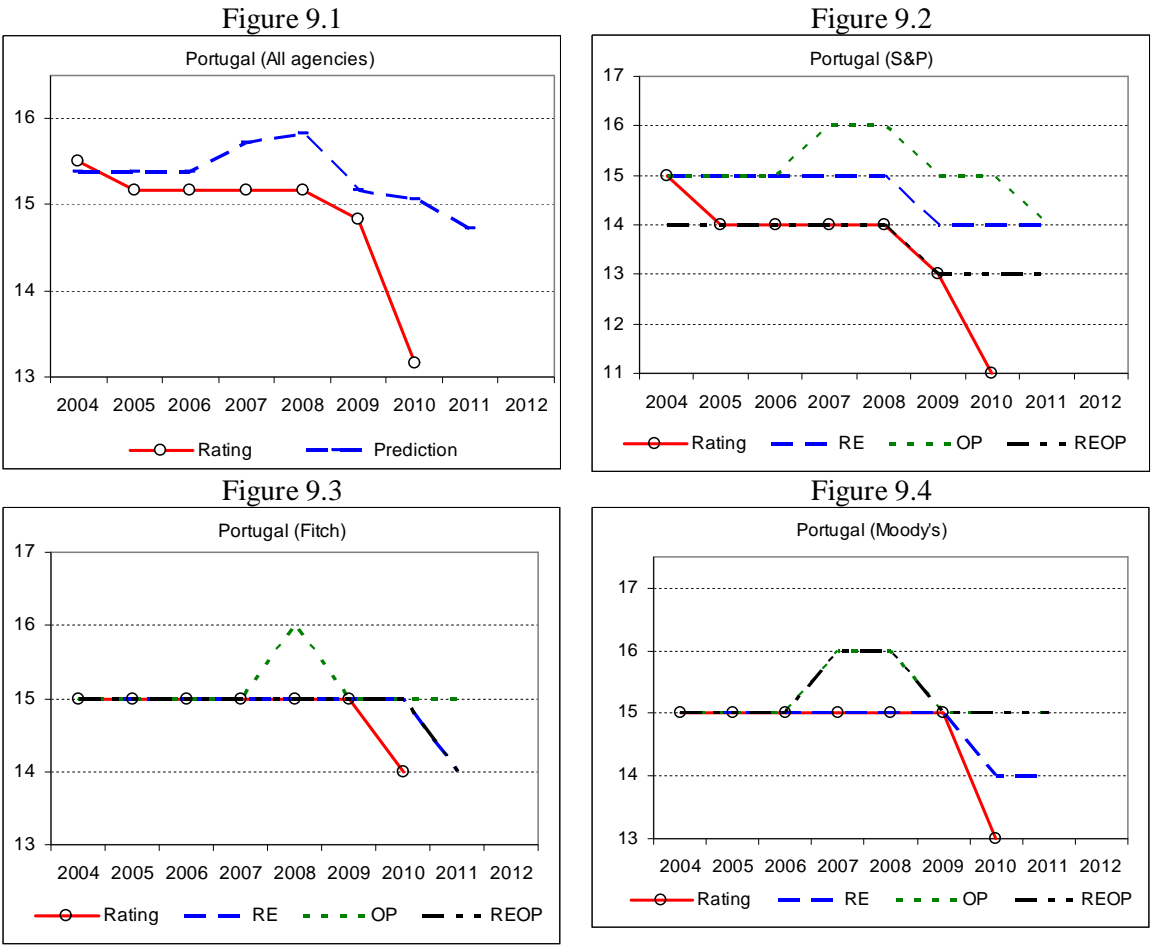 Figure 9.1
Portugal (All agencies)
16
15
14
13
2004 2005 2006 2007 2008 2009 2010 2011 2012
Rating Prediction
Figure 9.2
Portugal (S&P)
17
16
15
14
13
12
11
2004 2005 2006 2007 2008 2009 2010 2011 2012
Rating RE OP REOP
Figure 9.3
Portugal (Fitch)
17
16
15
14
13
2004 2005 2006 2007 2008 2009 2010 2011 2012
Rating RE OP REOP
Figure 9.4
Portugal (Moody's)
17
16
15
14
13
2004 2005 2006 2007 2008 2009 2010 2011 2012
Rating RE OP REOP